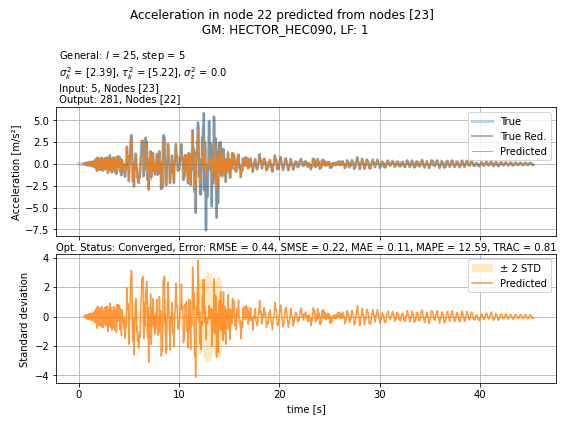 Acceleration in node 22 predicted from nodes [23]
GM: HECTOR_HEC090, LF: 1
General: l = 25, step = 5
σ²ₖ = [2.39], τ²ₖ = [5.22], σ²ε = 0.0
Input: 5, Nodes [23]
Output: 281, Nodes [22]
Acceleration [m/s²]
5.0
2.5
0.0
−2.5
−5.0
−7.5
True
True Red.
Predicted
Opt. Status: Converged, Error: RMSE = 0.44, SMSE = 0.22, MAE = 0.11, MAPE = 12.59, TRAC = 0.81
Standard deviation
4
2
0
−2
−4
± 2 STD
Predicted
0 10 20 30 40
time [s]